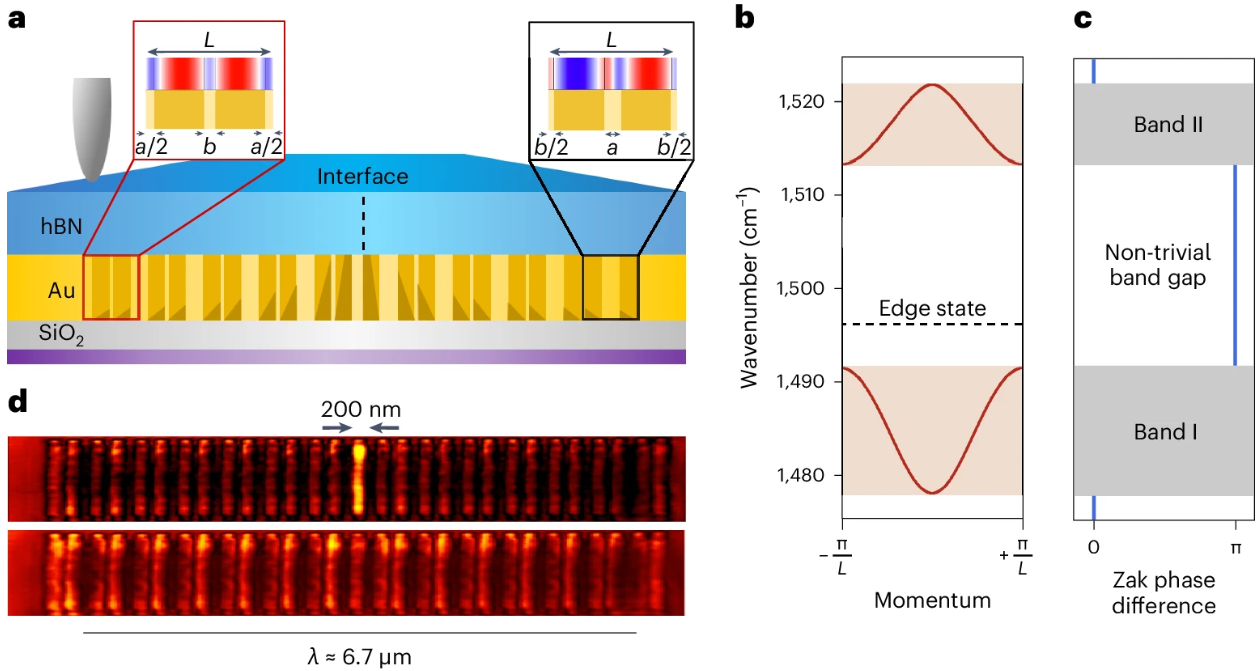 a
L
a/2
b
a/2
L
b/2
a
b/2
Interface
hBN
Au
SiO₂
b
1,520
1,510
1,500
1,490
1,480
Wavenumber (cm⁻¹)
Edge state
− π/L
+ π/L
Momentum
c
Band II
Non-trivial
band gap
Band I
0
π
Zak phase
difference
d
200 nm
λ ≈ 6.7 μm